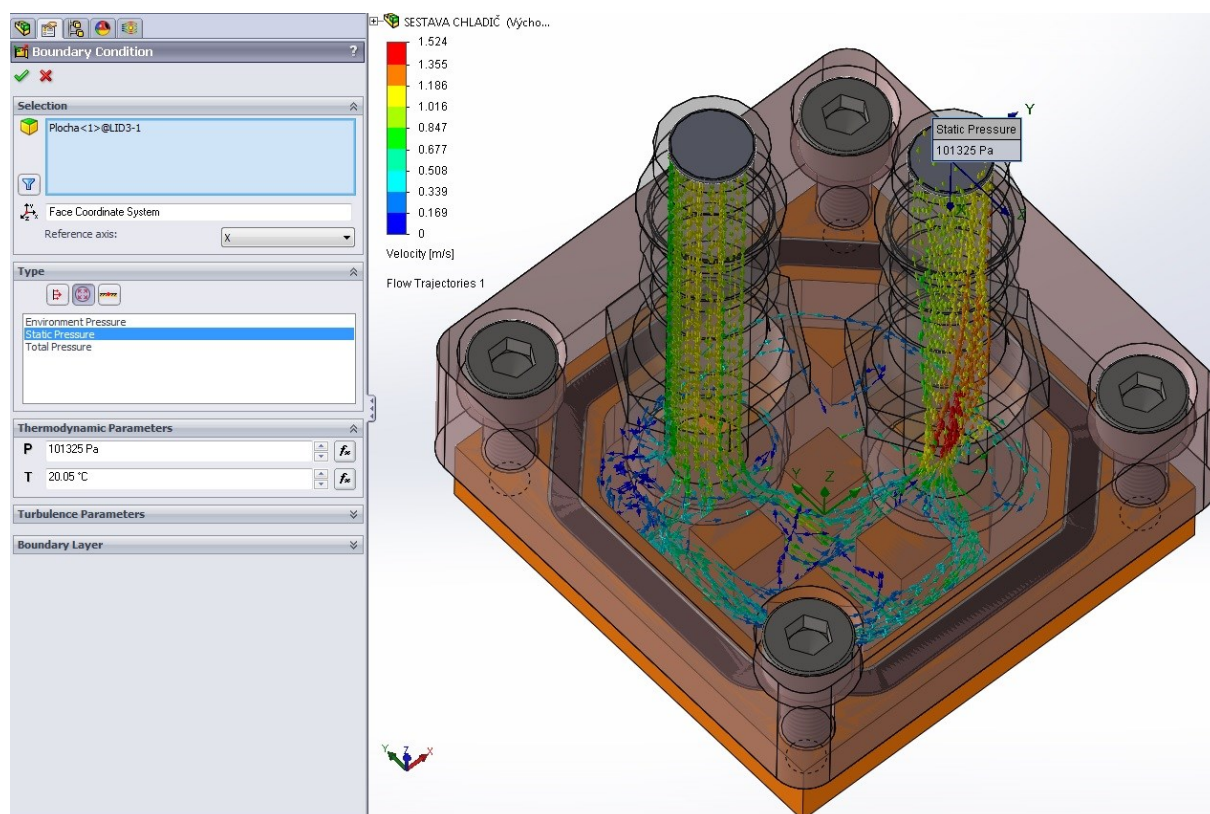 Boundary Condition ?
Selection
Plocha<1>@LID3-1
Face Coordinate System
Reference axis: X
Type
Environment Pressure
Static Pressure
Total Pressure
Thermodynamic Parameters
P 101325 Pa
T 20.05 °C
Turbulence Parameters
Boundary Layer
SESTAVA CHLADIČ (Výcho...
1.524
1.355
1.186
1.016
0.847
0.677
0.508
0.339
0.169
0
Velocity [m/s]
Flow Trajectories 1
Y
Static Pressure
101325 Pa
X
Z
Y Z
Y Z X